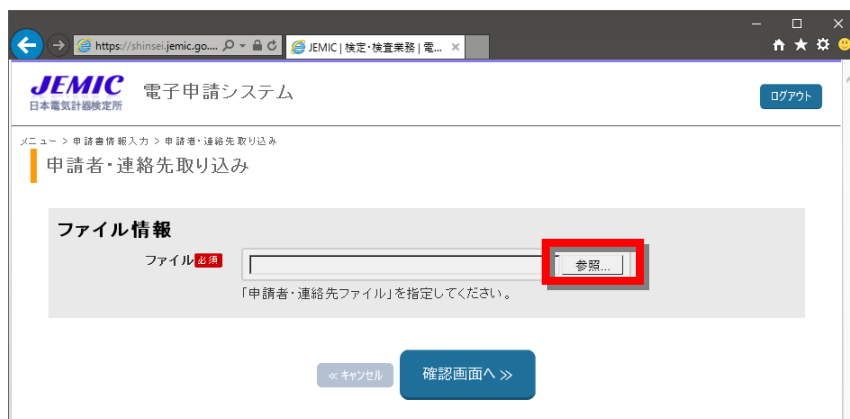 https://shinsei.jemic.go....
JEMIC | 検定・検査業務 | 電...
JEMIC
日本電気計器検定所
電子申請システム
ログアウト
メニュー > 申請書情報入力 > 申請者・連絡先取り込み
申請者・連絡先取り込み
ファイル情報
ファイル 必須
参照...
「申請者・連絡先ファイル」を指定してください。
≪ キャンセル
確認画面へ ≫